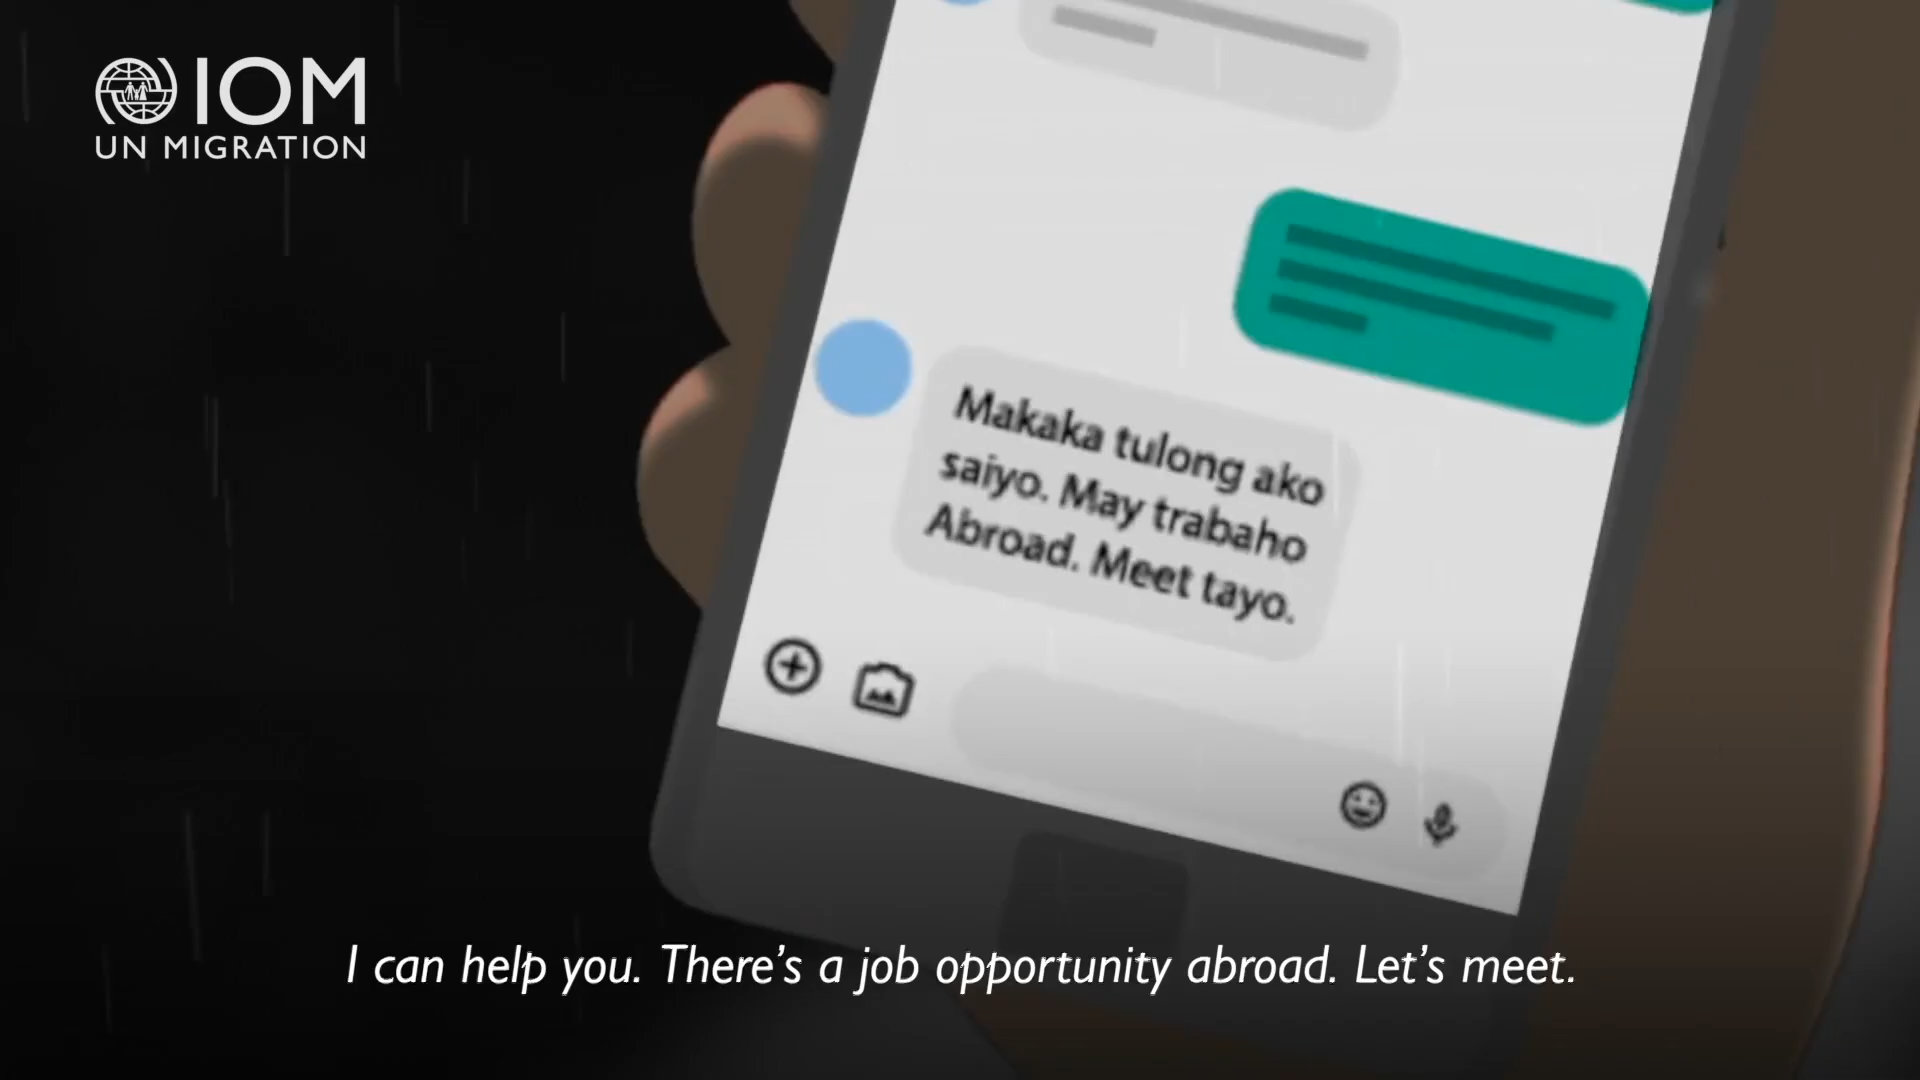 IOM
UN MIGRATION
Makaka tulong ako
saiyo. May trabaho
Abroad. Meet tayo.
I can help you. There's a job opportunity abroad. Let's meet.